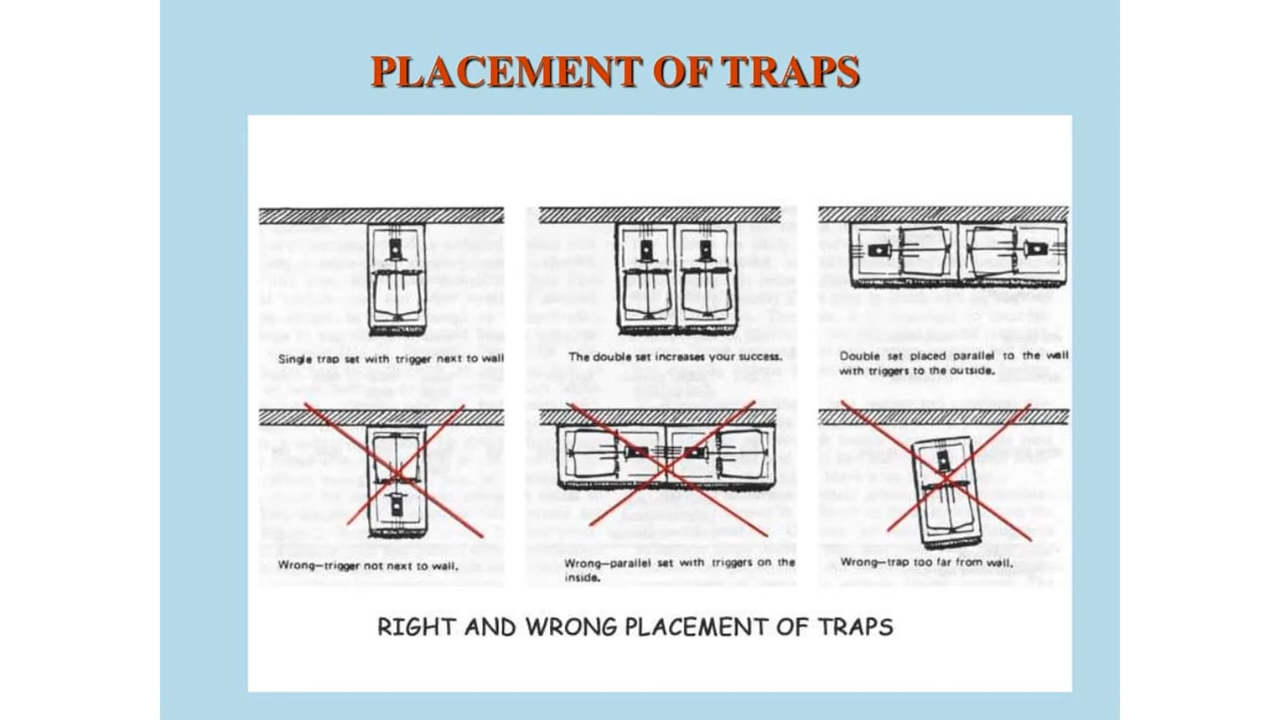 PLACEMENT OF TRAPS
Single trap set with trigger next to wall
The double set increases your success.
Double set placed parallel to the wall
with triggers to the outside.
Wrong—trigger not next to wall.
Wrong—parallel set with triggers on the
inside.
Wrong—trap too far from wall.
RIGHT AND WRONG PLACEMENT OF TRAPS